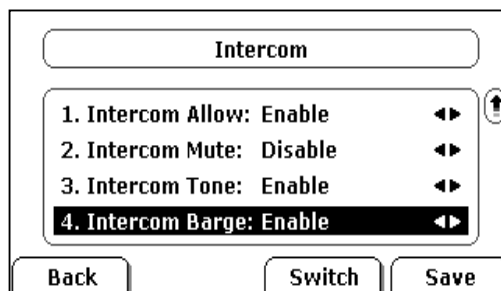 Intercom
1. Intercom Allow: Enable
2. Intercom Mute: Disable
3. Intercom Tone: Enable
4. Intercom Barge: Enable
Back Switch Save